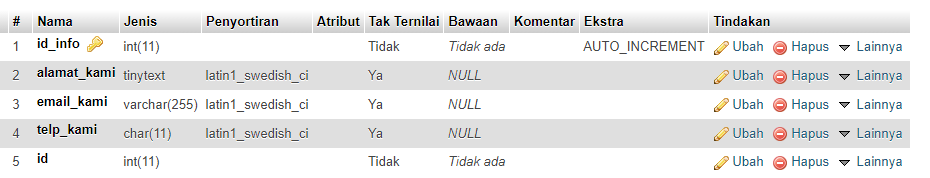 # Nama Jenis Penyortiran Atribut Tak Ternilai Bawaan Komentar Ekstra Tindakan
1 id_info int(11) Tidak Tidak ada AUTO_INCREMENT Ubah Hapus Lainnya
2 alamat_kami tinytext latin1_swedish_ci Ya NULL Ubah Hapus Lainnya
3 email_kami varchar(255) latin1_swedish_ci Ya NULL Ubah Hapus Lainnya
4 telp_kami char(11) latin1_swedish_ci Ya NULL Ubah Hapus Lainnya
5 id int(11) Tidak Tidak ada Ubah Hapus Lainnya